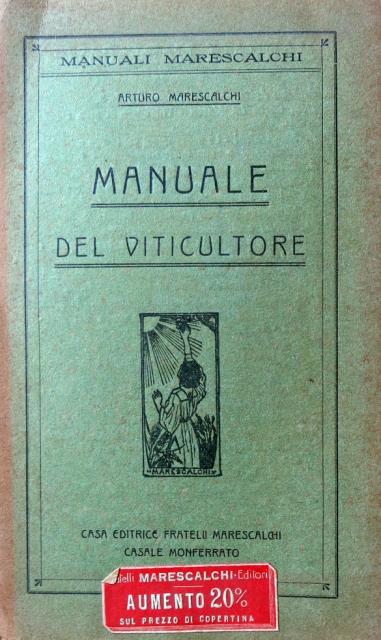 MANUALI MARESCALCHI
ARTURO MARESCALCHI
MANUALE
DEL VITICULTORE
MARESCALCHI
CASA EDITRICE FRATELLI MARESCALCHI
CASALE MONFERRATO
MARESCALCHI-Editori
AUMENTO 20%
SUL PREZZO DI COPERTINA